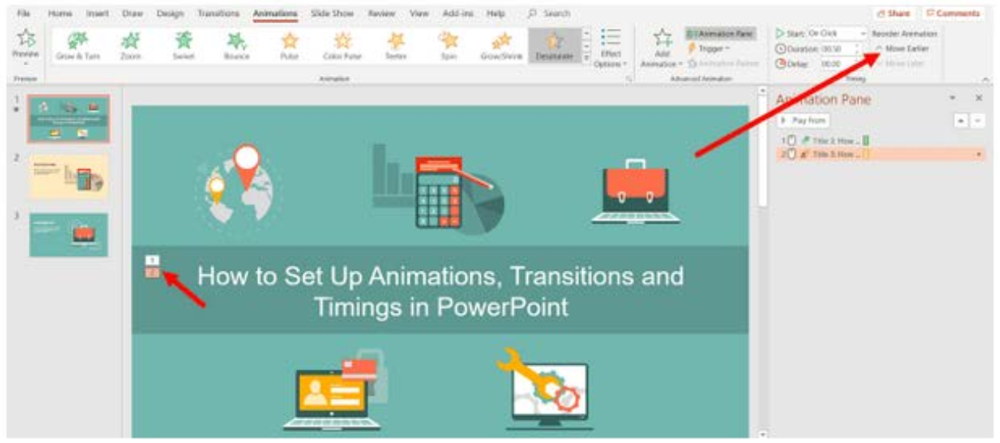 File Home Insert Draw Design Transitions Animations Slide Show Review View Add-ins Help Search Share Comments
Preview
Grow & Turn Zoom Swivel Bounce Pulse Color Pulse Teeter Spin Grow/Shrink Desaturate
Effect Options
Add Animation
Animation Pane
Trigger
Animation Painter
Start: On Click
Duration: 00.50
Delay: 00.00
Reorder Animation
Move Earlier
Move Later
Preview Animation Advanced Animation Timing
1
2
3
1
2
How to Set Up Animations, Transitions and
Timings in PowerPoint
Animation Pane
Play From
1 Title 3: How ...
2 Title 3: How ...